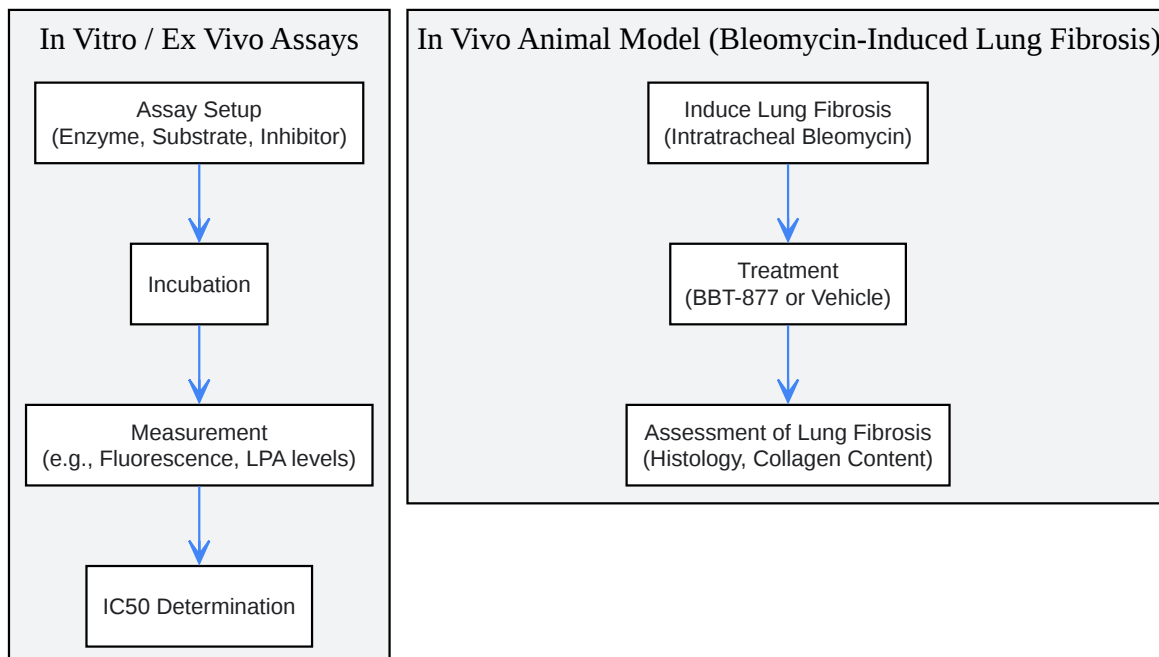 In Vitro / Ex Vivo Assays
Assay Setup
(Enzyme, Substrate, Inhibitor)
Incubation
Measurement
(e.g., Fluorescence, LPA levels)
IC50 Determination
In Vivo Animal Model (Bleomycin-Induced Lung Fibrosis)
Induce Lung Fibrosis
(Intratracheal Bleomycin)
Treatment
(BBT-877 or Vehicle)
Assessment of Lung Fibrosis
(Histology, Collagen Content)